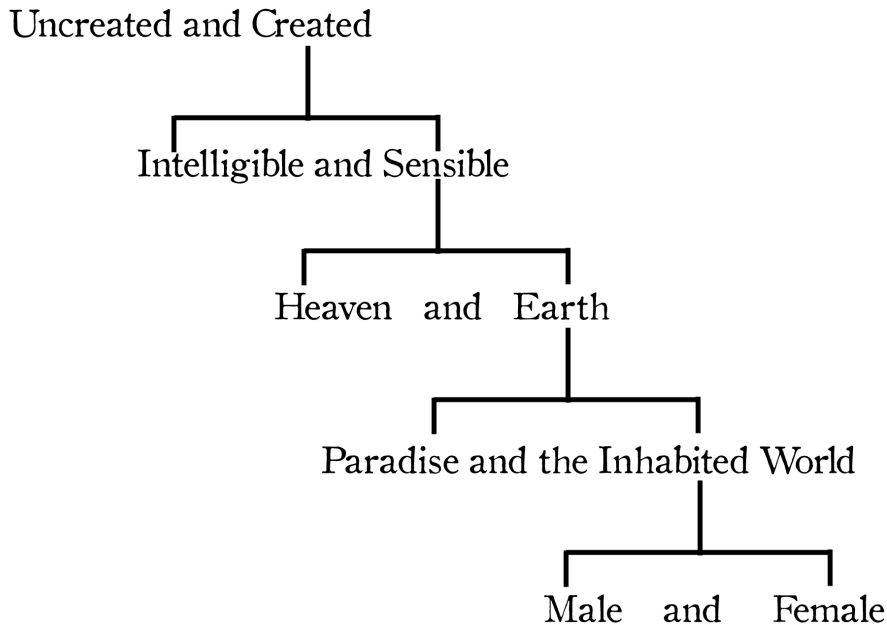 Uncreated and Created
Intelligible and Sensible
Heaven and Earth
Paradise and the Inhabited World
Male and Female